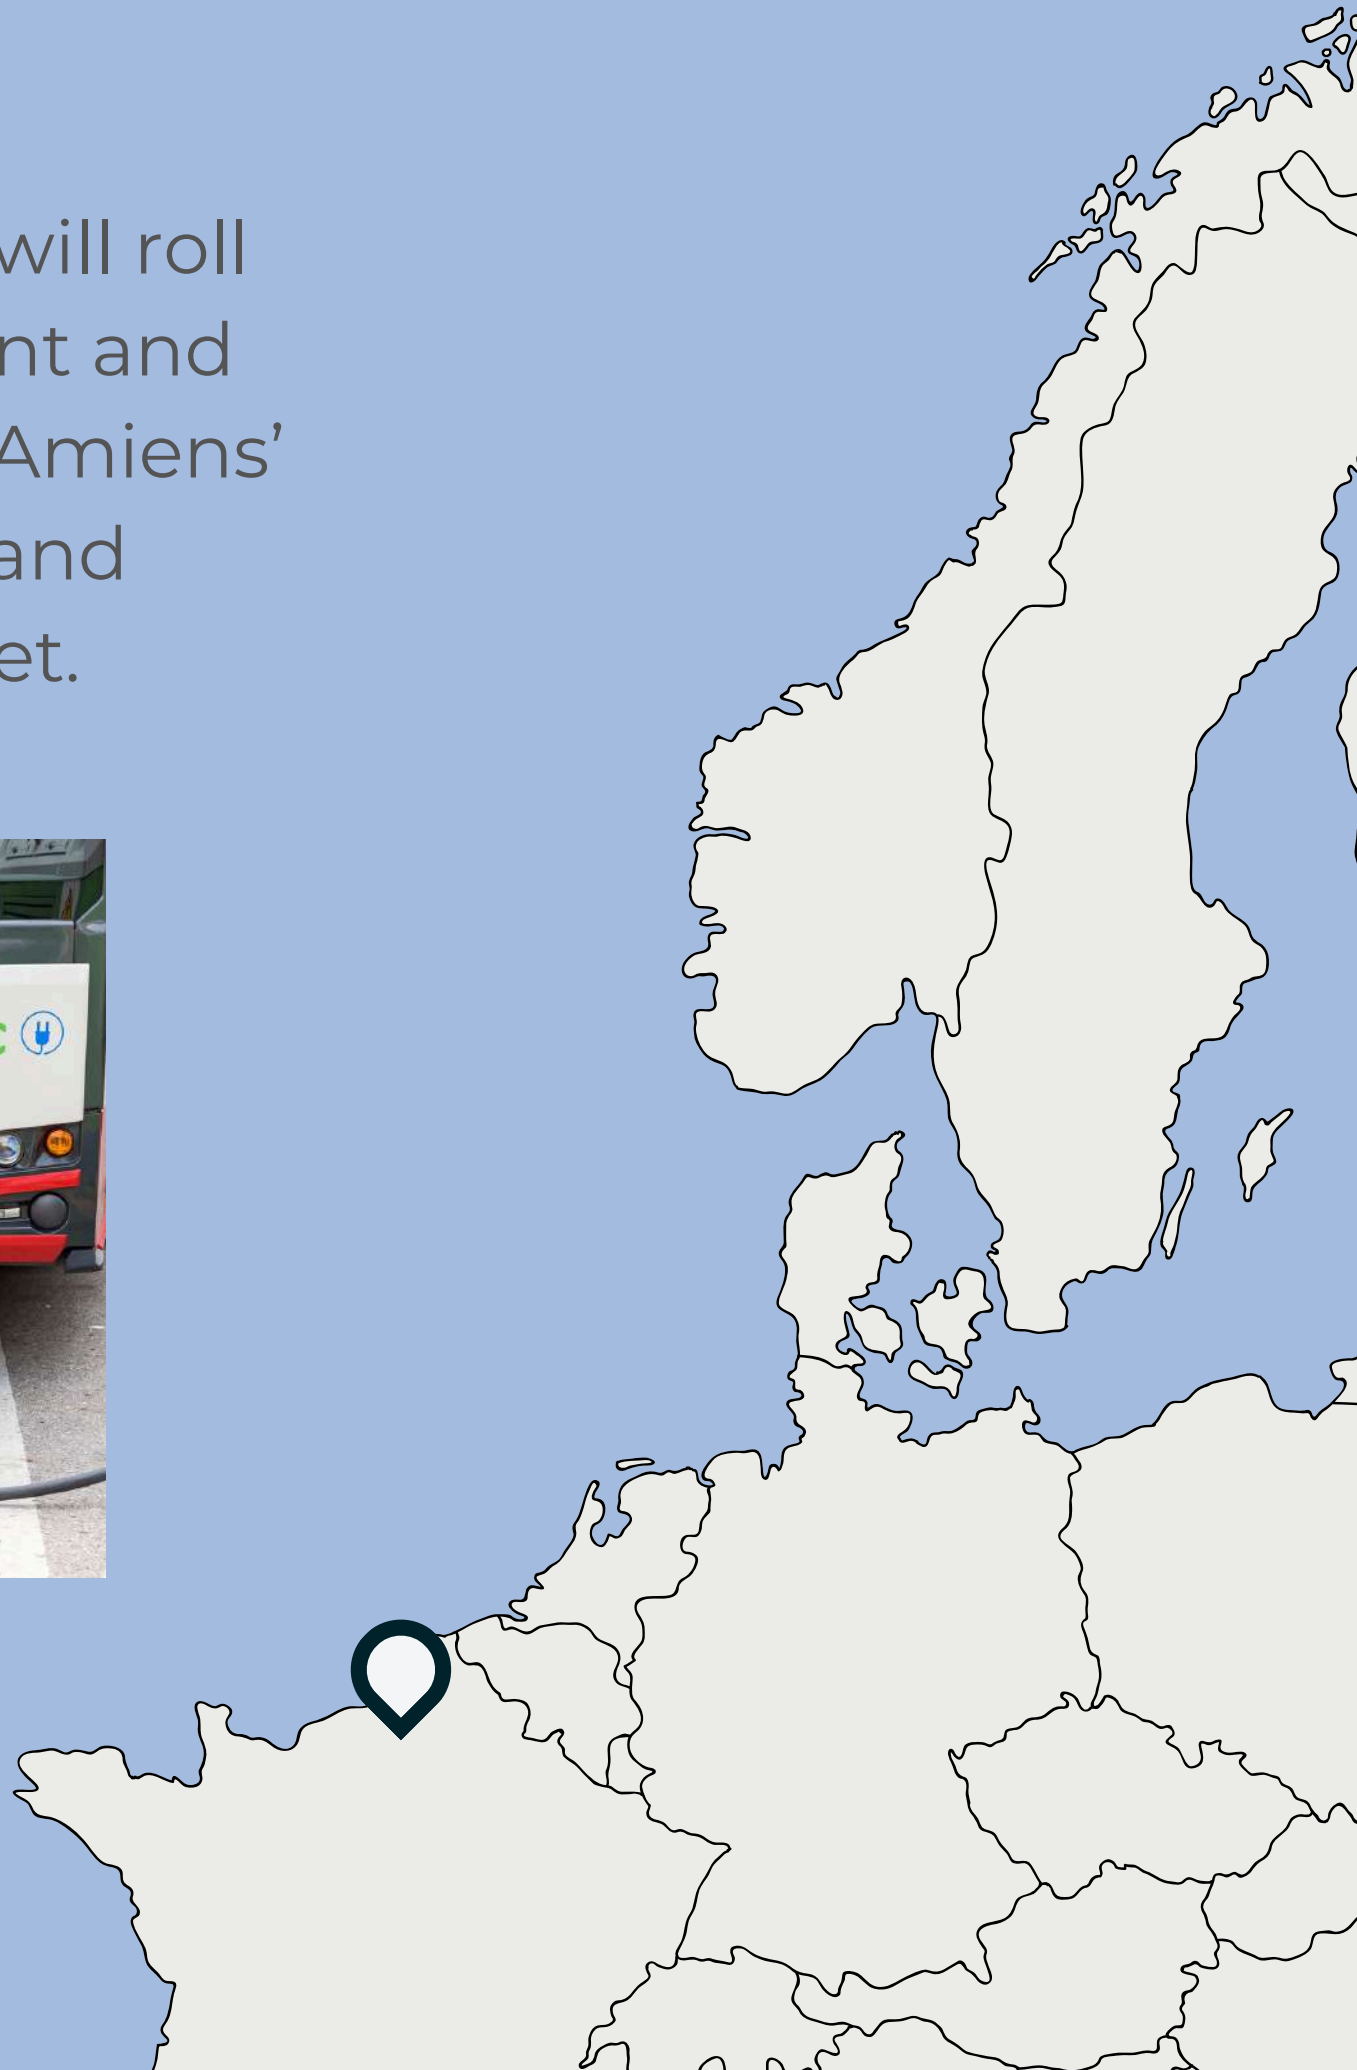 will roll
nt and
Amiens’
and
et.
c